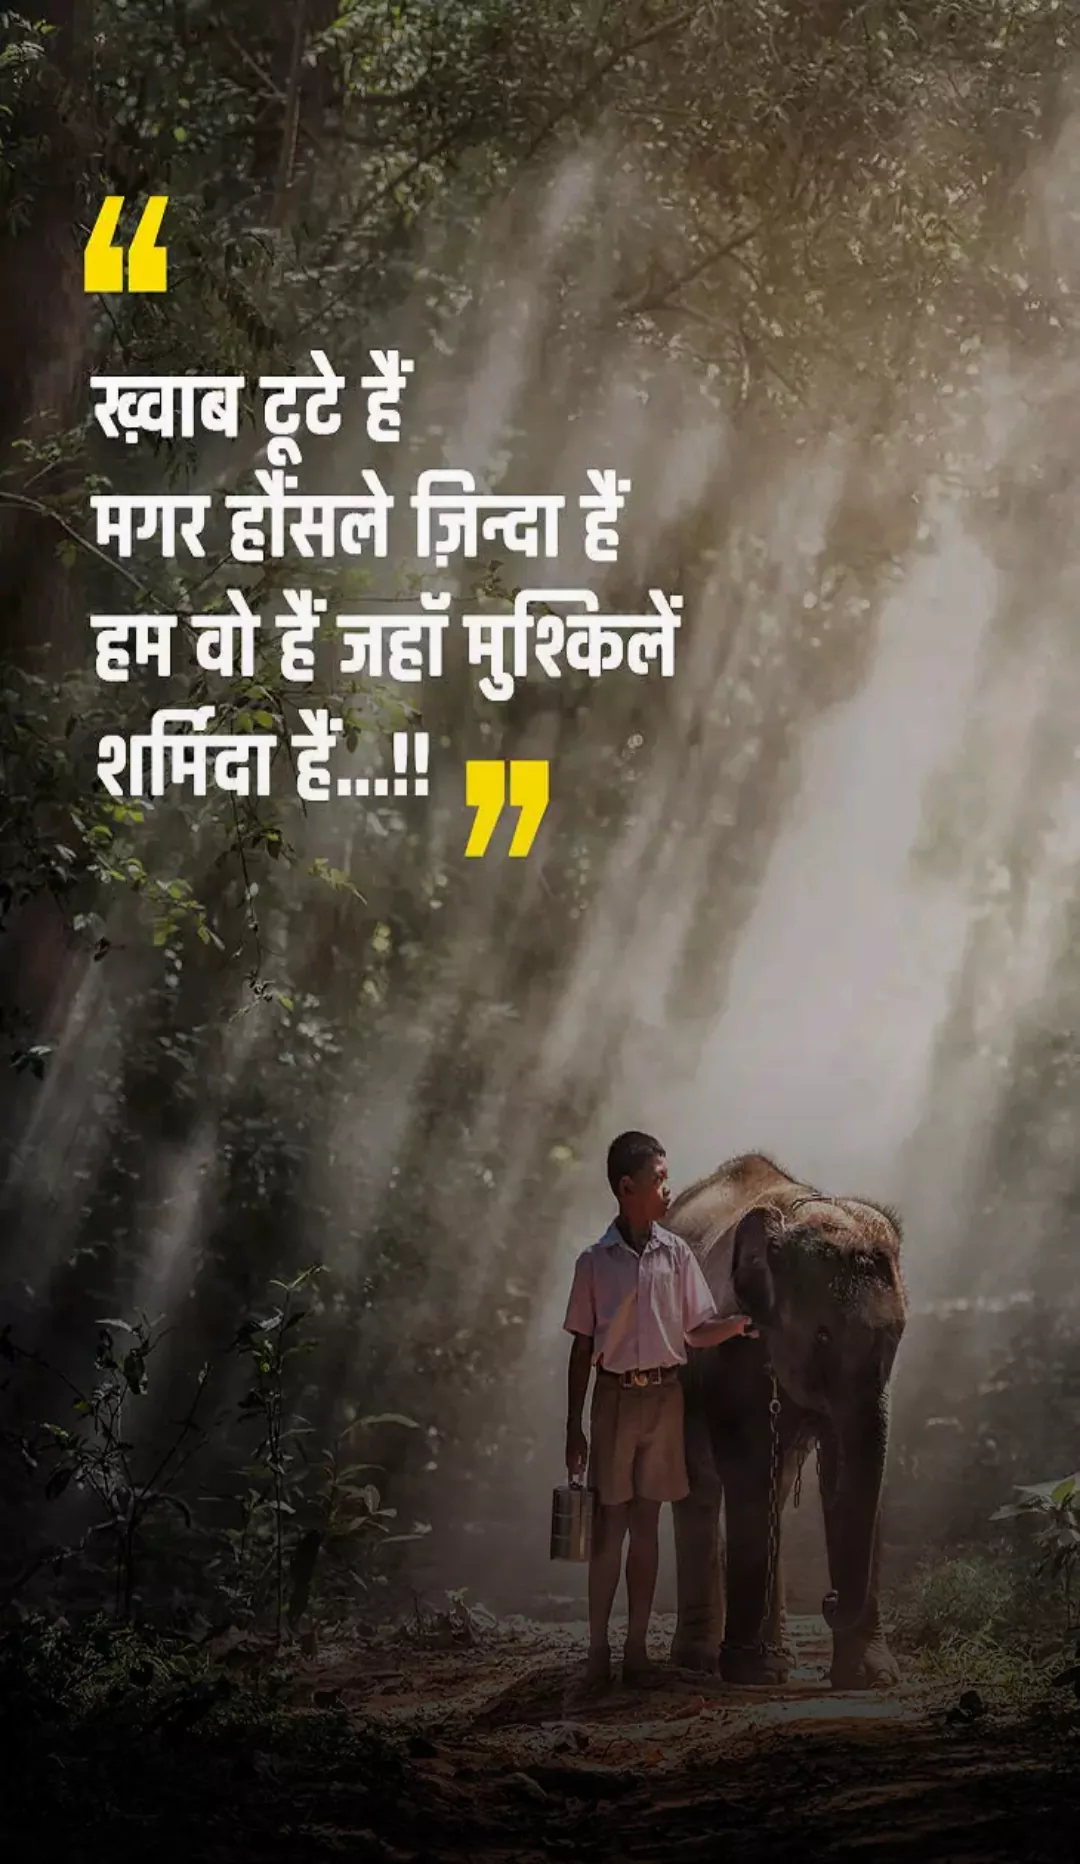 “
ख़्वाब टूटे हैं
मगर हौंसले ज़िन्दा हैं
हम वो हैं जहॉ मुश्किलें
शर्मिंदा हैं...!!
”